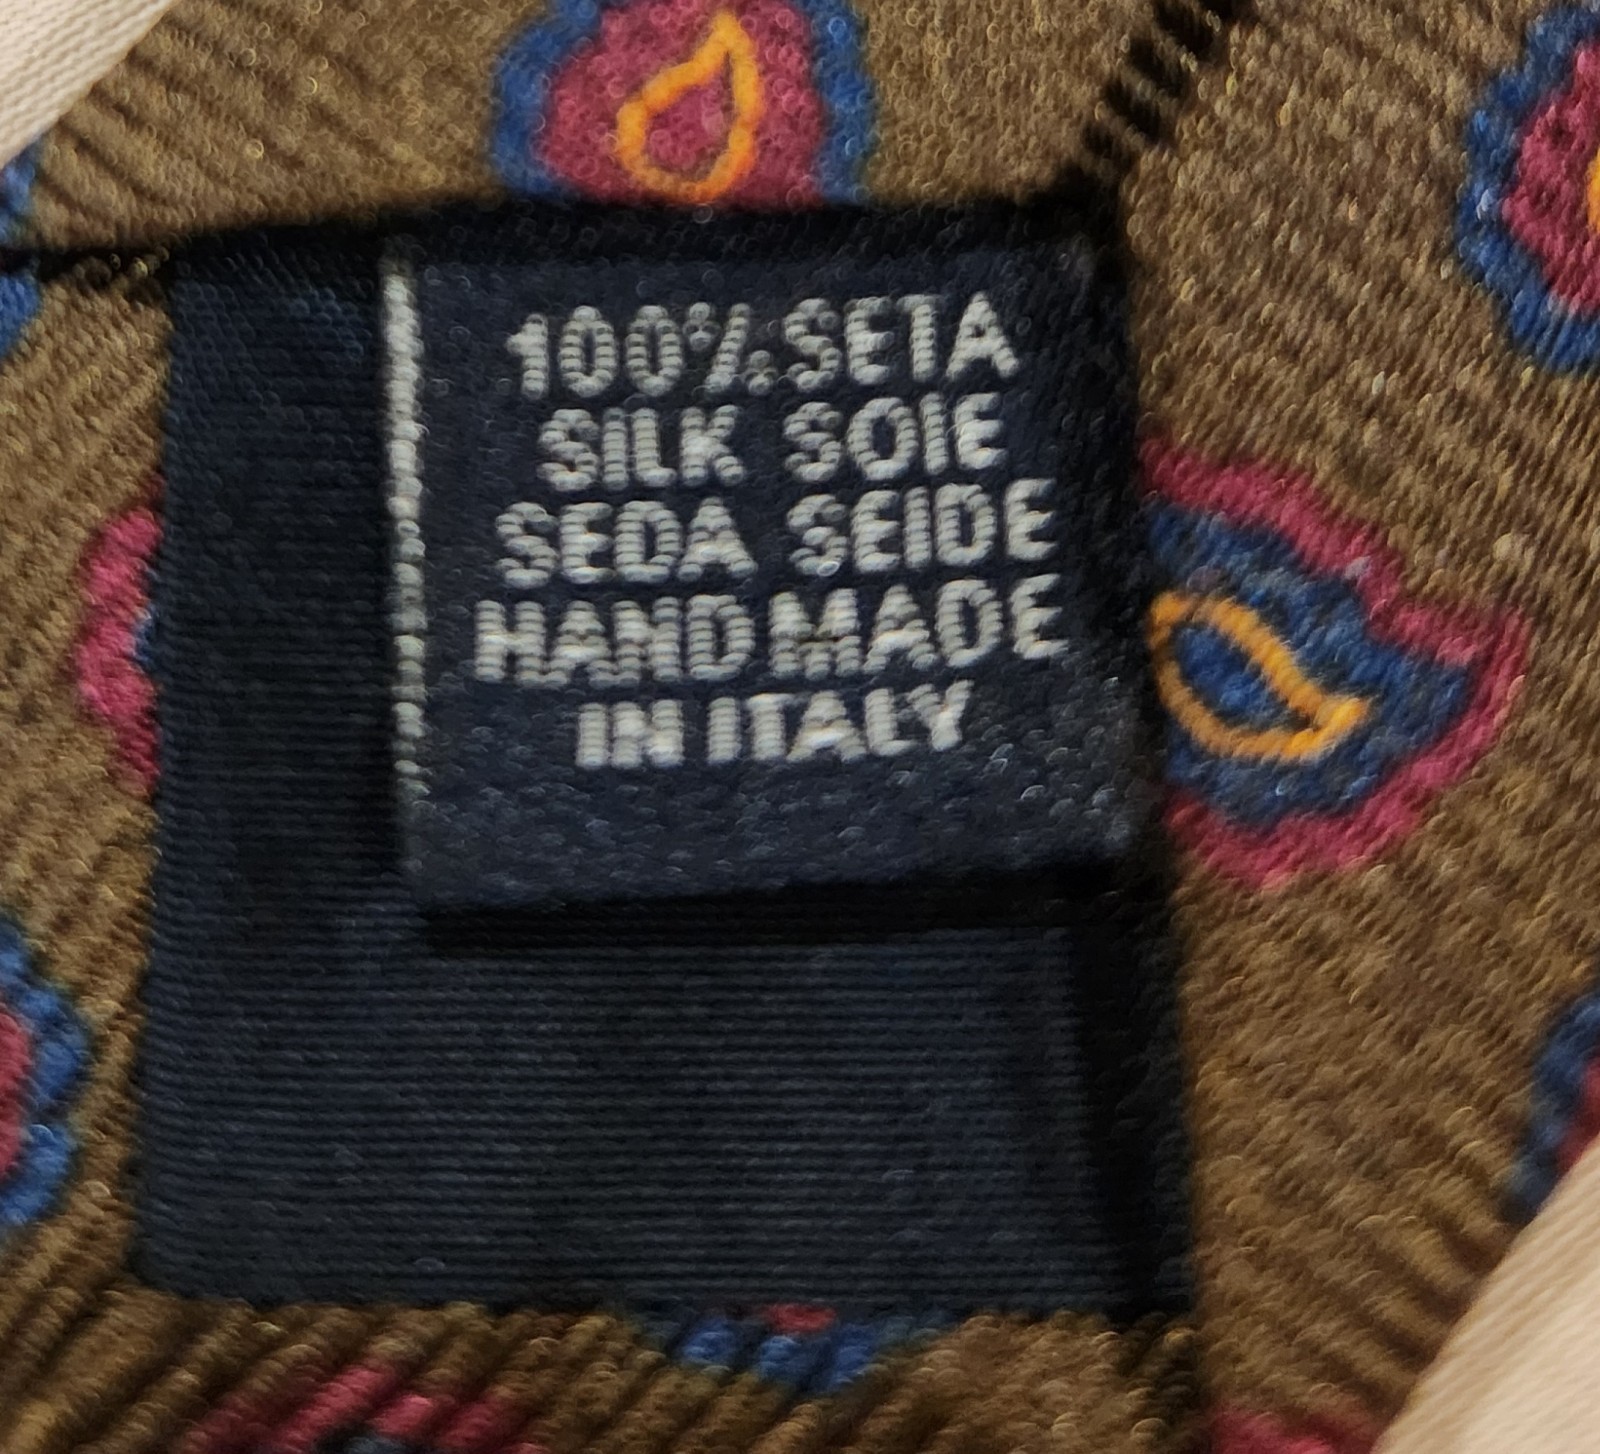 100% SETA
SILK SOIE
SEDA SEIDE
HAND MADE
IN ITALY